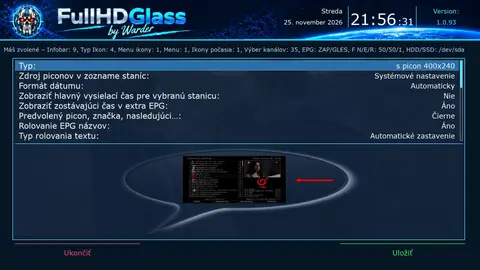 FullHDGlass
by Warder
Streda
25. november 2026
21:56:31
Version:
1.0.93
Máš zvolené – Infobar: 9, Typ Ikon: 4, Menu ikony: 1, Menu: 1, Ikony počasia: 1, Výber kanálov: 35, EPG: ZAP/GLES, F N/E/R: 50/50/1, HDD/SSD: /dev/sda
Typ: s picon 400x240
Zdroj piconov v zozname staníc: Systémové nastavenie
Formát dátumu: Automaticky
Zobraziť hlavný vysielací čas pre vybranú stanicu: Nie
Zobraziť zostávajúci čas v extra EPG: Áno
Predvolený picon, značka, nasledujúci...: Čierne
Rolovanie EPG názvov: Áno
Typ rolovania textu: Automatické zastavenie
Ukončiť
Uložiť